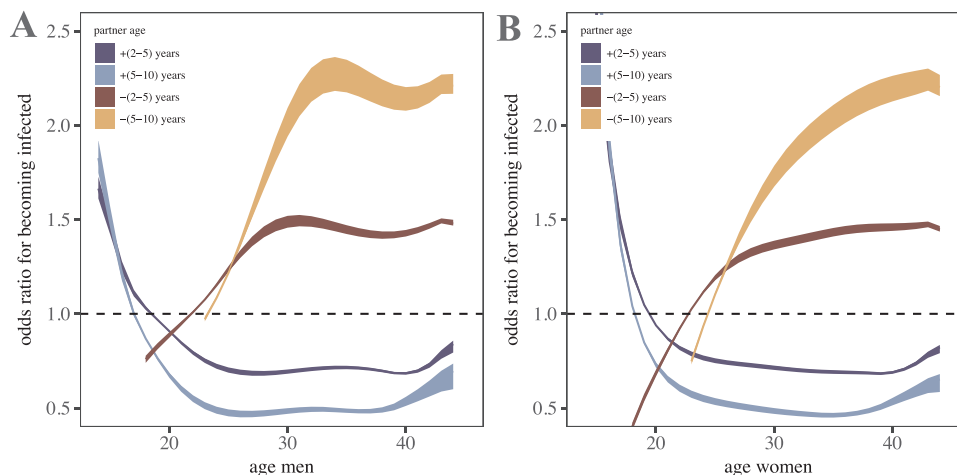 A
odds ratio for becoming infected
2.5
2.0
1.5
1.0
0.5
partner age
+(2−5) years
+(5−10) years
−(2−5) years
−(5−10) years
20
30
40
age men
B
odds ratio for becoming infected
2.5
2.0
1.5
1.0
0.5
partner age
+(2−5) years
+(5−10) years
−(2−5) years
−(5−10) years
20
30
40
age women